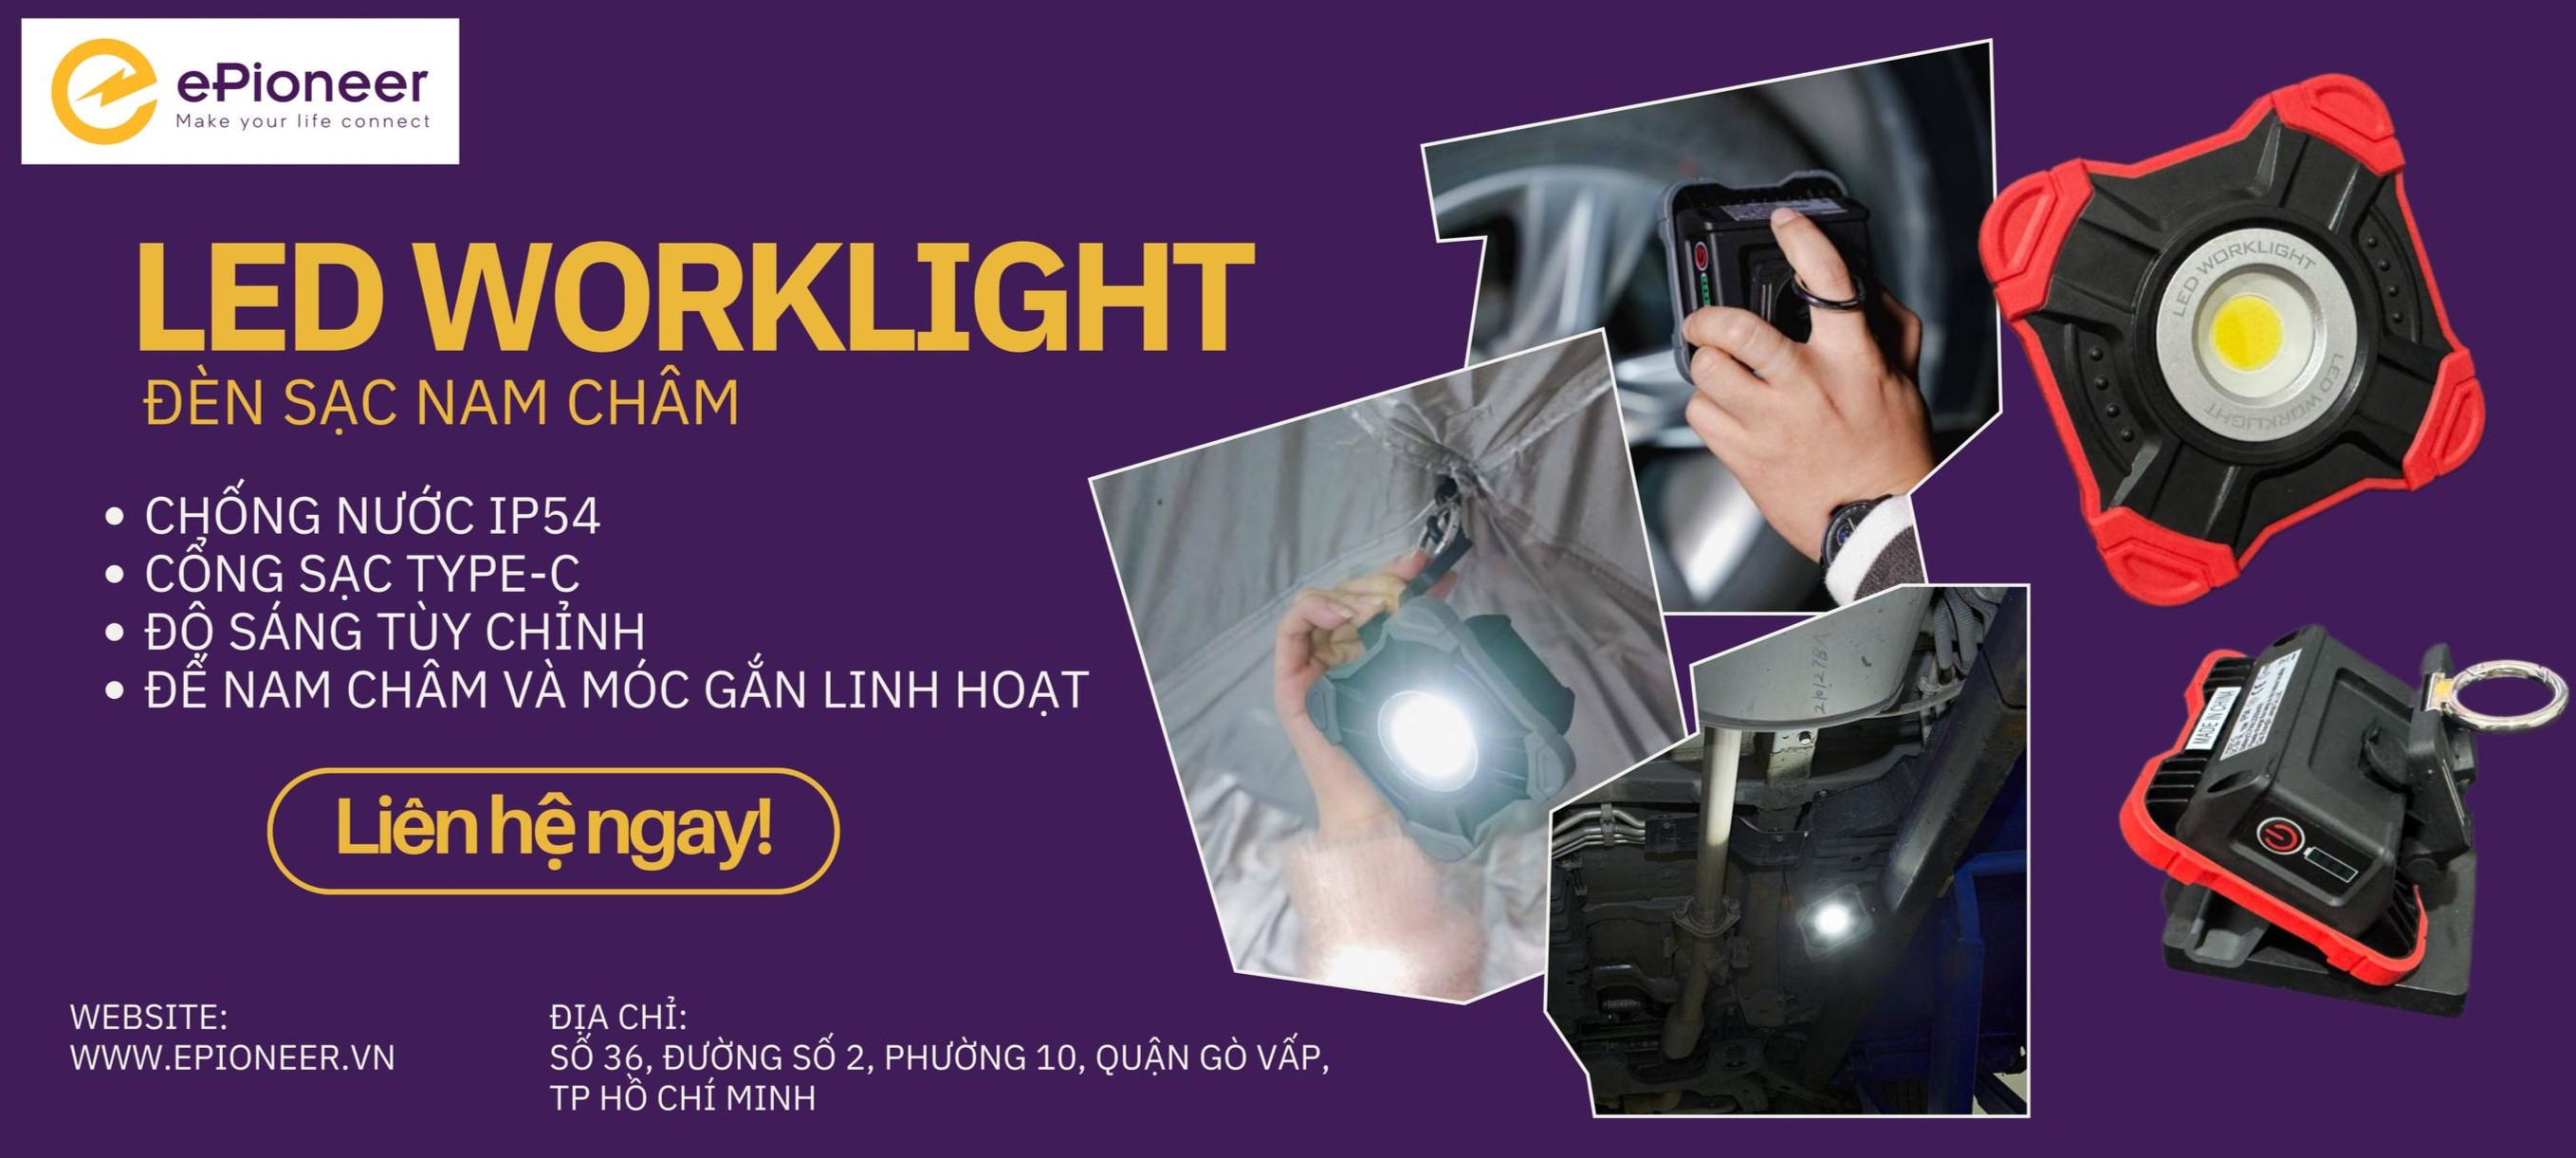 ePioneer
Make your life connect
LED WORKLIGHT
ĐÈN SẠC NAM CHÂM
• CHỐNG NƯỚC IP54
• CỔNG SẠC TYPE-C
• ĐỘ SÁNG TÙY CHỈNH
• ĐẾ NAM CHÂM VÀ MÓC GẮN LINH HOẠT
Liên hệ ngay!
WEBSITE:
WWW.EPIONEER.VN
ĐỊA CHỈ:
SỐ 36, ĐƯỜNG SỐ 2, PHƯỜNG 10, QUẬN GÒ VẤP,
TP HỒ CHÍ MINH
LED WORKLIGHT
LED WORKLIGHT
MADE IN CHINA